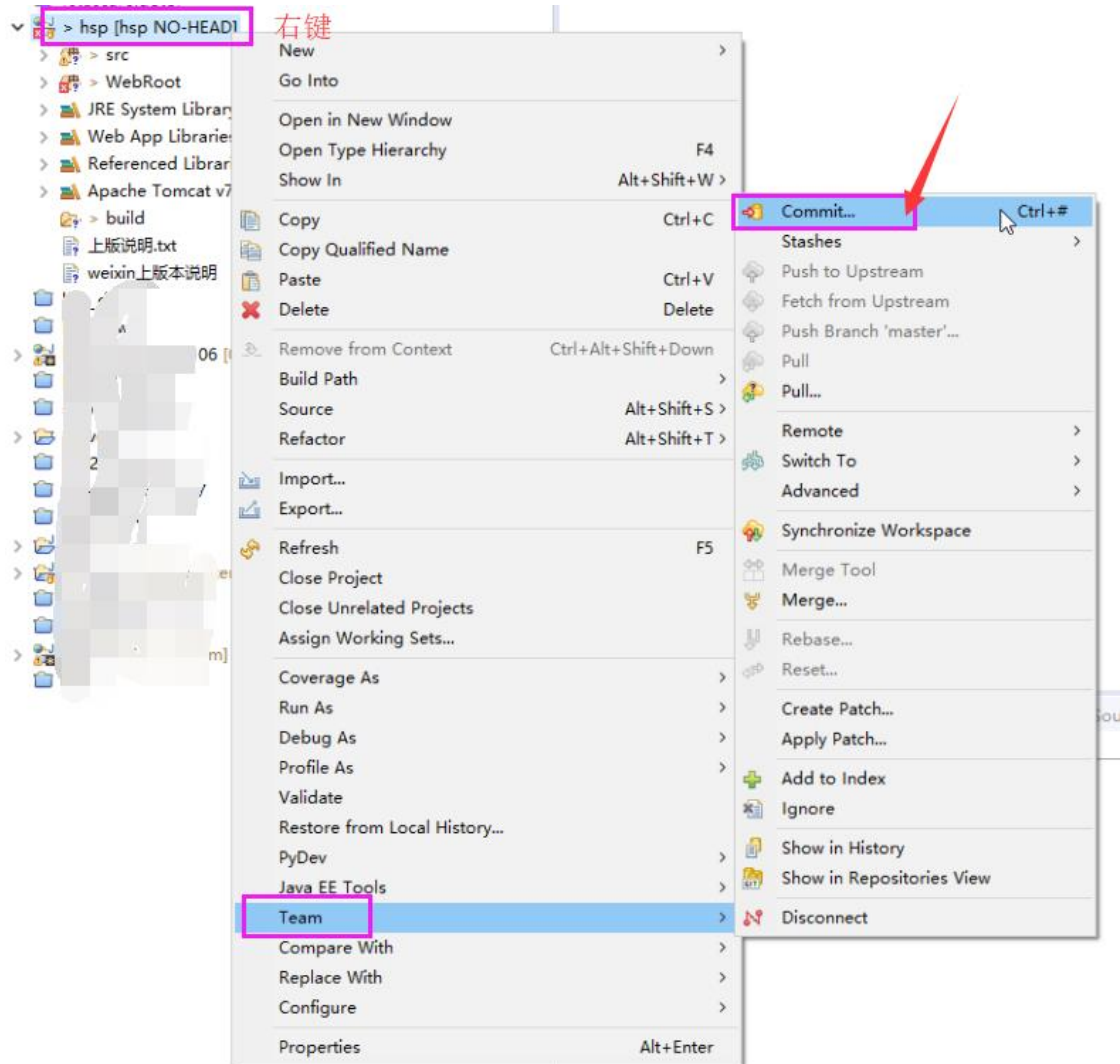 > hsp [hsp NO-HEAD]
右键
> src
> WebRoot
JRE System Library
Web App Libraries
Referenced Librar
Apache Tomcat v7
> build
上版说明.txt
weixin上版本说明
06
m]
New
Go Into
Open in New Window
Open Type Hierarchy F4
Show In Alt+Shift+W >
Copy Ctrl+C
Copy Qualified Name
Paste Ctrl+V
Delete Delete
Remove from Context Ctrl+Alt+Shift+Down
Build Path
Source Alt+Shift+S >
Refactor Alt+Shift+T >
Import...
Export...
Refresh F5
Close Project
Close Unrelated Projects
Assign Working Sets...
Coverage As
Run As
Debug As
Profile As
Validate
Restore from Local History...
PyDev
Java EE Tools
Team
Compare With
Replace With
Configure
Properties Alt+Enter
Commit... Ctrl+#
Stashes
Push to Upstream
Fetch from Upstream
Push Branch 'master'...
Pull
Pull...
Remote
Switch To
Advanced
Synchronize Workspace
Merge Tool
Merge...
Rebase...
Reset...
Create Patch...
Apply Patch...
Add to Index
Ignore
Show in History
Show in Repositories View
Disconnect